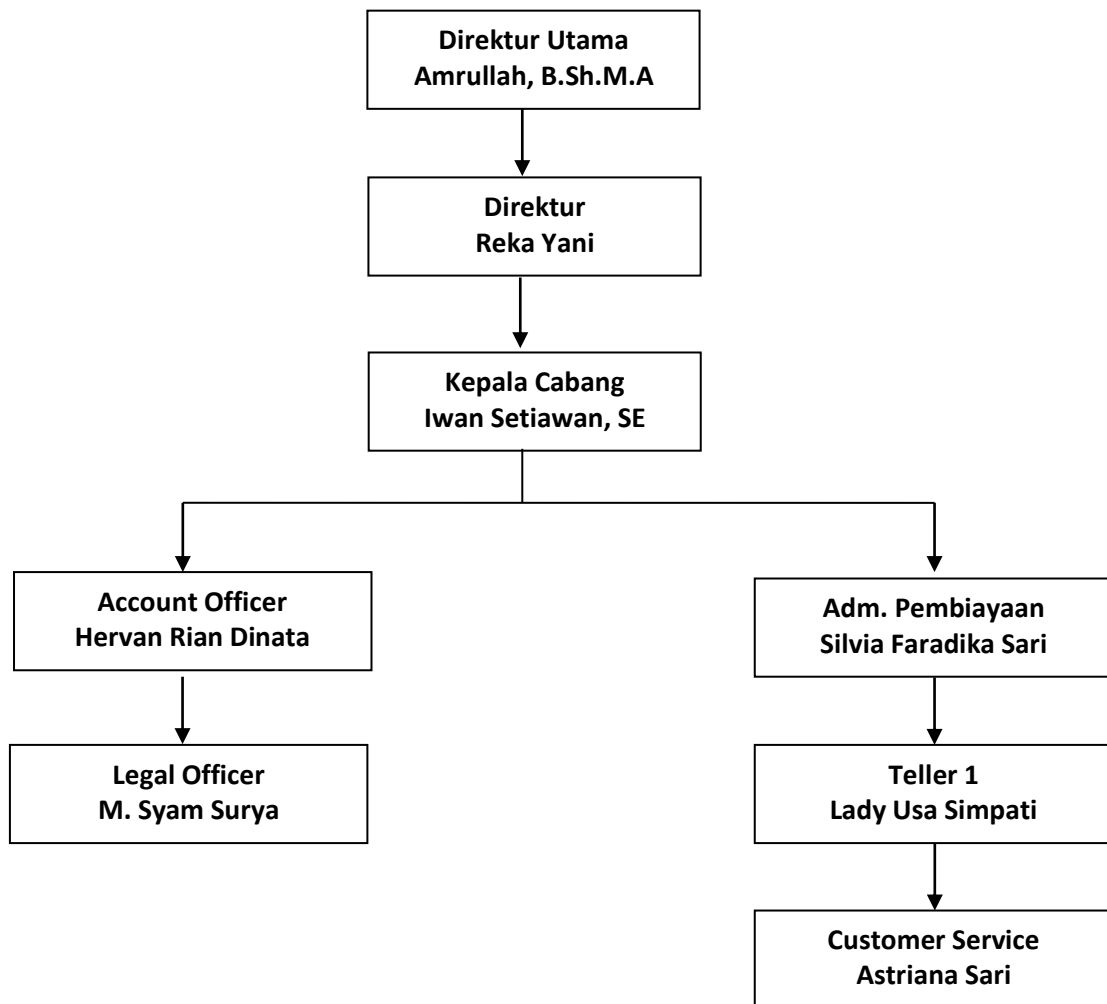 Direktur Utama
Amrullah, B.Sh.M.A
Direktur
Reka Yani
Kepala Cabang
Iwan Setiawan, SE
Account Officer
Hervan Rian Dinata
Adm. Pembiayaan
Silvia Faradika Sari
Legal Officer
M. Syam Surya
Teller 1
Lady Usa Simpati
Customer Service
Astriana Sari